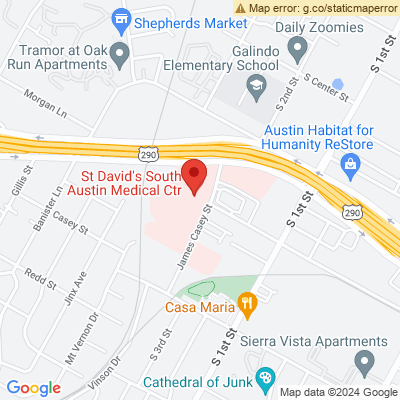 Map error: g.co/staticmaperror
Shepherds Market
Daily Zoomies
Tramor at Oak
Run Apartments
Galindo
Elementary School
S 1st St
S 2nd St
S Center St
Morgan Ln
Austin Habitat for
Humanity ReStore
290
St David's South
Austin Medical Ctr
Gillis St
Banister Ln
Casey St
James Casey St
S 1st St
290
Redd St
Jinx Ave
Mt Vernon Dr
Vinson Dr
S 3rd St
Casa Maria
S 1st St
Sierra Vista Apartments
Cathedral of Junk
Google
Map data ©2024 Google